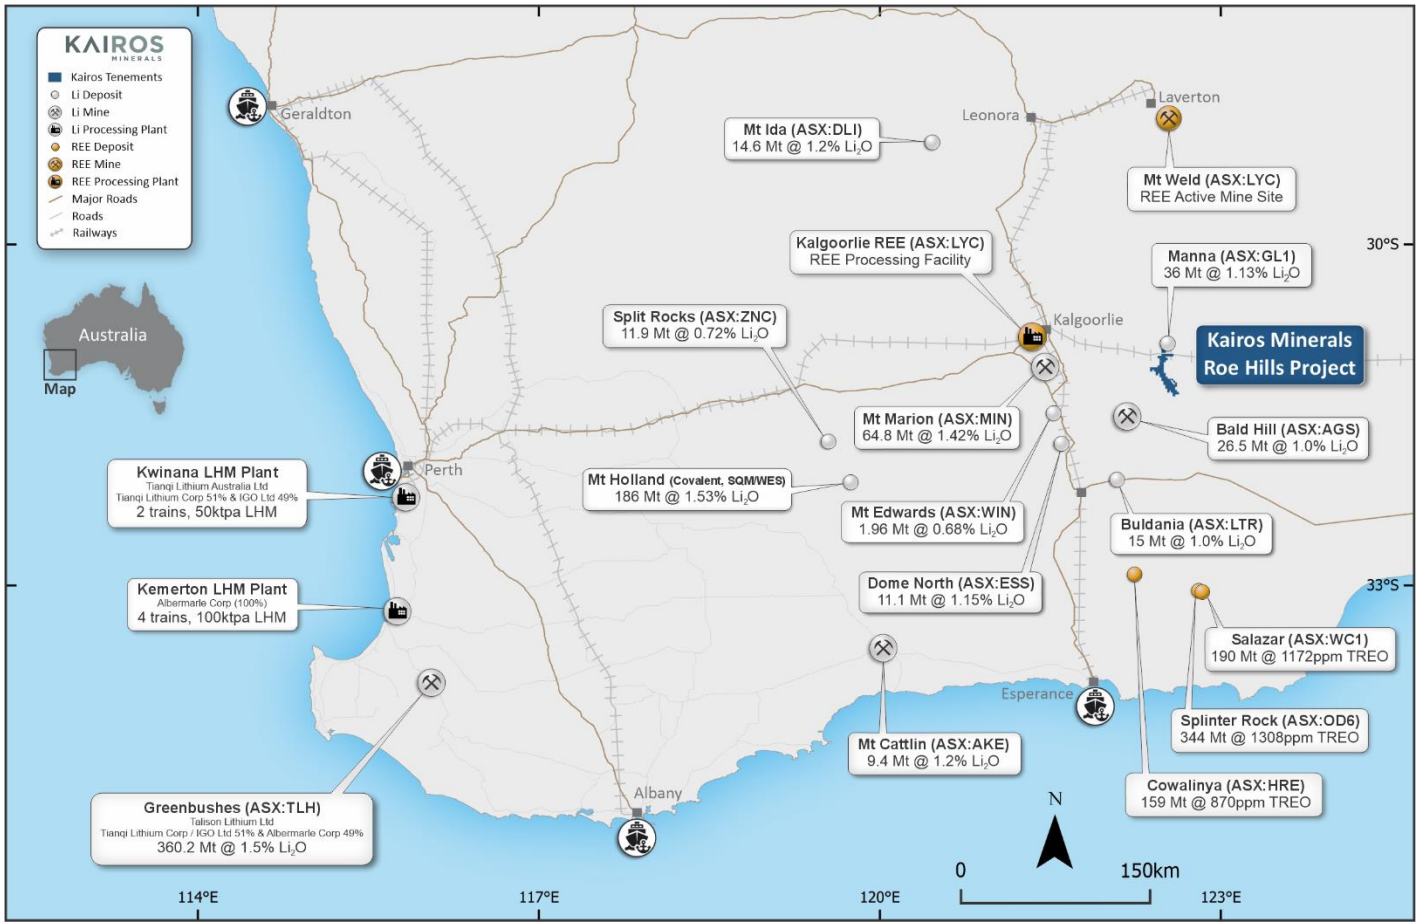 KAIROS
MINERALS
Kairos Tenements
Li Deposit
Li Mine
Li Processing Plant
REE Deposit
REE Mine
REE Processing Plant
Major Roads
Roads
Railways
Australia
Map
Geraldton
Leonora
Laverton
Mt Ida (ASX:DLI)
14.6 Mt @ 1.2% Li₂O
Mt Weld (ASX:LYC)
REE Active Mine Site
Kalgoorlie REE (ASX:LYC)
REE Processing Facility
Manna (ASX:GL1)
36 Mt @ 1.13% Li₂O
30°S
Split Rocks (ASX:ZNC)
11.9 Mt @ 0.72% Li₂O
Kalgoorlie
Kairos Minerals
Roe Hills Project
Mt Marion (ASX:MIN)
64.8 Mt @ 1.42% Li₂O
Bald Hill (ASX:AGS)
26.5 Mt @ 1.0% Li₂O
Perth
Kwinana LHM Plant
Tianqi Lithium Australia Ltd
Tianqi Lithium Corp 51% & IGO Ltd 49%
2 trains, 50ktpa LHM
Mt Holland (Covalent, SQM/WES)
186 Mt @ 1.53% Li₂O
Mt Edwards (ASX:WIN)
1.96 Mt @ 0.68% Li₂O
Buldania (ASX:LTR)
15 Mt @ 1.0% Li₂O
Dome North (ASX:ESS)
11.1 Mt @ 1.15% Li₂O
33°S
Kemerton LHM Plant
Albermarle Corp (100%)
4 trains, 100ktpa LHM
Salazar (ASX:WC1)
190 Mt @ 1172ppm TREO
Esperance
Splinter Rock (ASX:OD6)
344 Mt @ 1308ppm TREO
Mt Cattlin (ASX:AKE)
9.4 Mt @ 1.2% Li₂O
Cowalinya (ASX:HRE)
159 Mt @ 870ppm TREO
Albany
Greenbushes (ASX:TLH)
Talison Lithium Ltd
Tianqi Lithium Corp / IGO Ltd 51% & Albermarle Corp 49%
360.2 Mt @ 1.5% Li₂O
N
0 150km
114°E 117°E 120°E 123°E